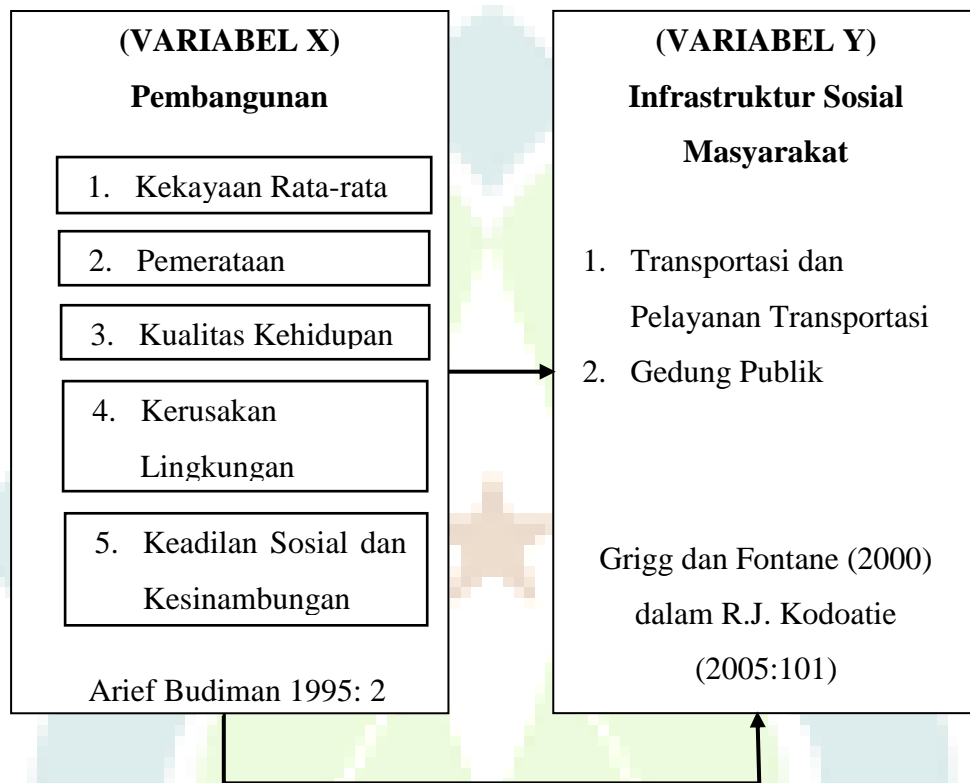 (VARIABEL X)
Pembangunan
1. Kekayaan Rata-rata
2. Pemerataan
3. Kualitas Kehidupan
4. Kerusakan
Lingkungan
5. Keadilan Sosial dan
Kesinambungan
Arief Budiman 1995: 2
(VARIABEL Y)
Infrastruktur Sosial
Masyarakat
1. Transportasi dan
Pelayanan Transportasi
2. Gedung Publik
Grigg dan Fontane (2000)
dalam R.J. Kodoatie
(2005:101)